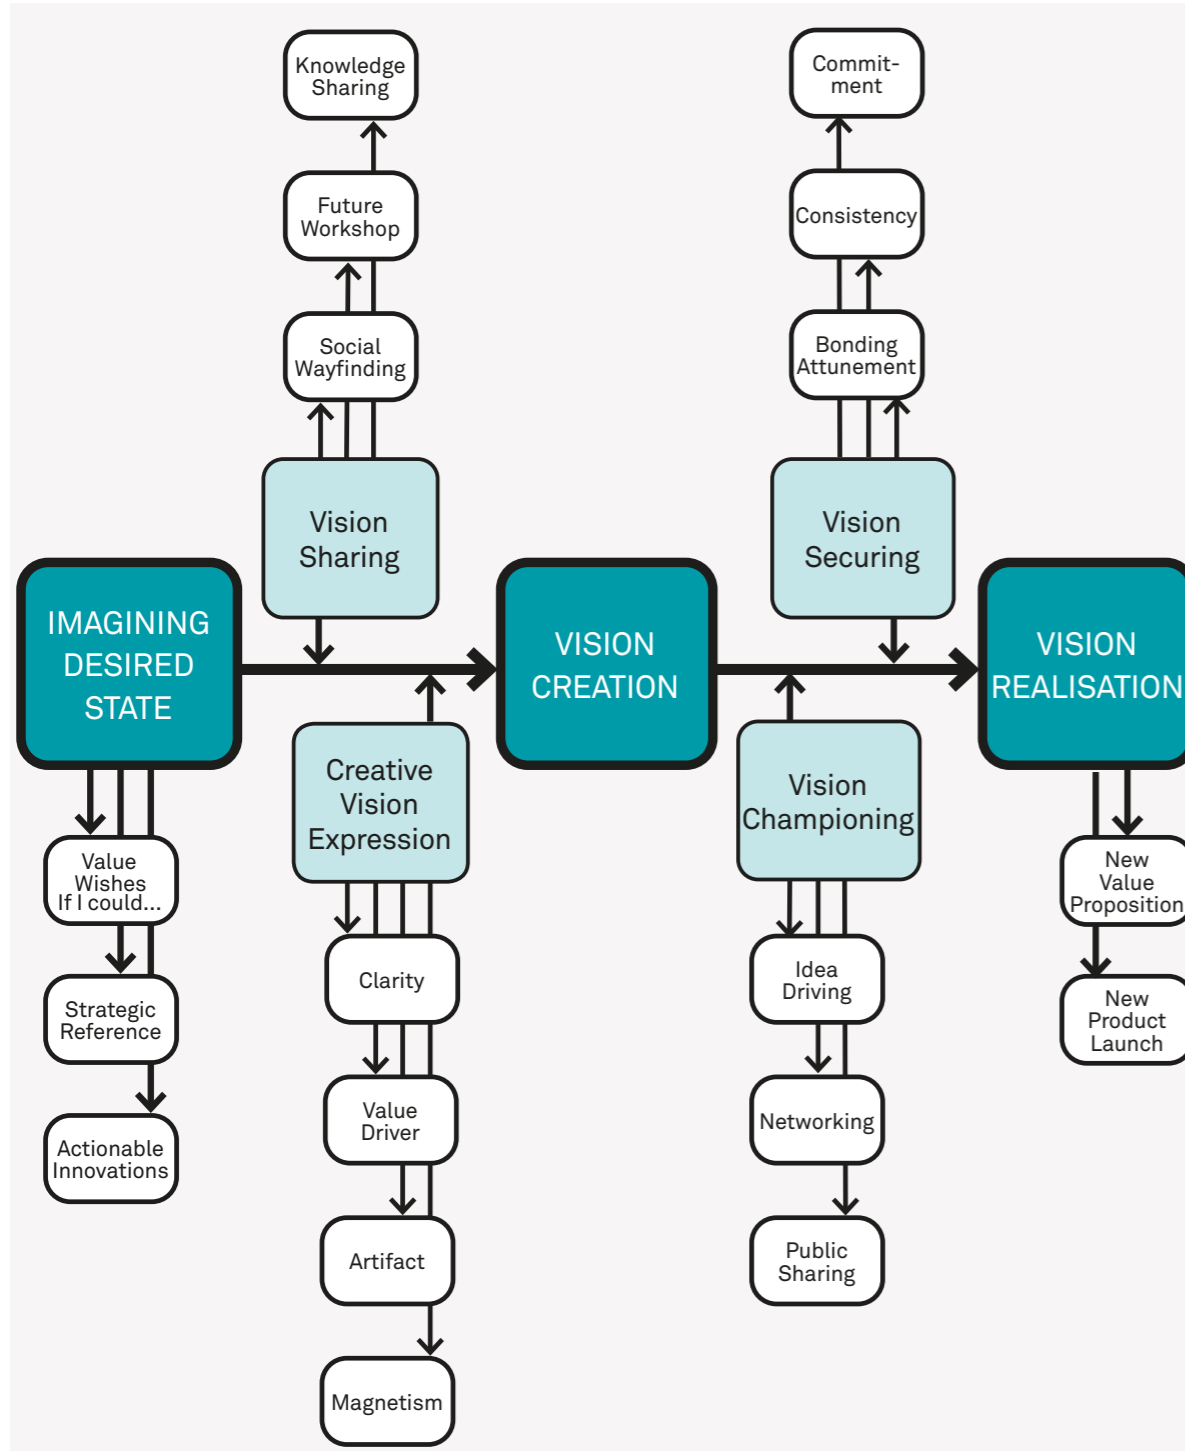 Knowledge
Sharing
Future
Workshop
Social
Wayfinding
Vision
Sharing
Commit-
ment
Consistency
Bonding
Attunement
Vision
Securing
IMAGINING
DESIRED
STATE
VISION
CREATION
VISION
REALISATION
Value
Wishes
If I could...
Strategic
Reference
Actionable
Innovations
Creative
Vision
Expression
Clarity
Value
Driver
Artifact
Magnetism
Vision
Championing
Idea
Driving
Networking
Public
Sharing
New
Value
Proposition
New
Product
Launch